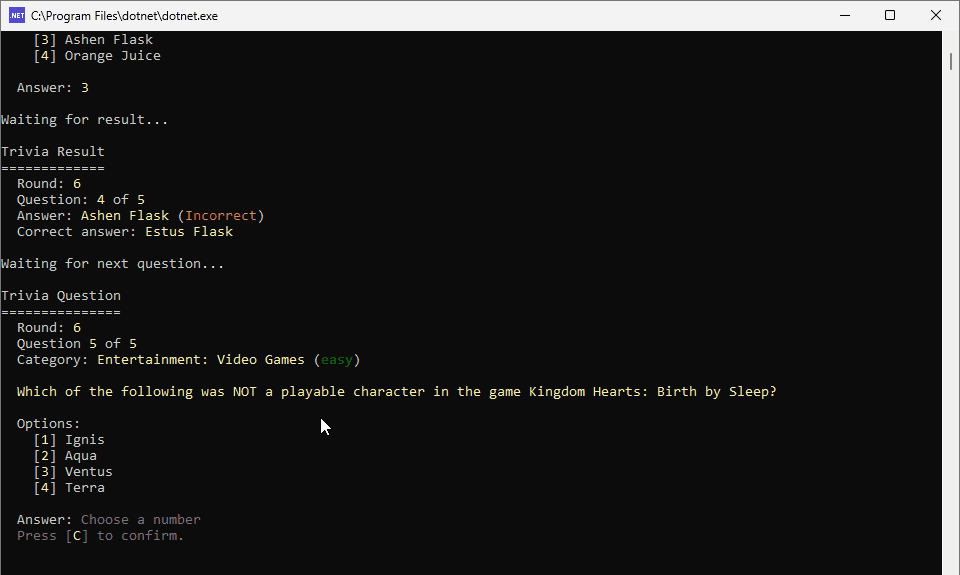 .NET C:\Program Files\dotnet\dotnet.exe
[3] Ashen Flask
[4] Orange Juice
Answer: 3
Waiting for result...
Trivia Result
=============
Round: 6
Question: 4 of 5
Answer: Ashen Flask (Incorrect)
Correct answer: Estus Flask
Waiting for next question...
Trivia Question
===============
Round: 6
Question 5 of 5
Category: Entertainment: Video Games (easy)
Which of the following was NOT a playable character in the game Kingdom Hearts: Birth by Sleep?
Options:
[1] Ignis
[2] Aqua
[3] Ventus
[4] Terra
Answer: Choose a number
Press [C] to confirm.